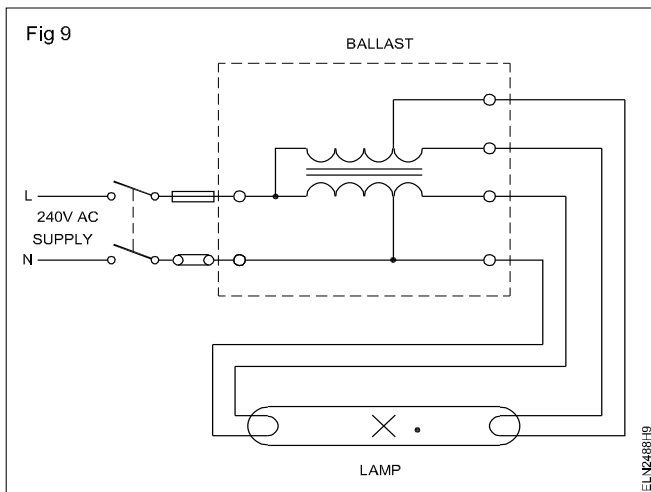 Fig 9
BALLAST
L
240V AC
SUPPLY
N
LAMP
ELN2488H9